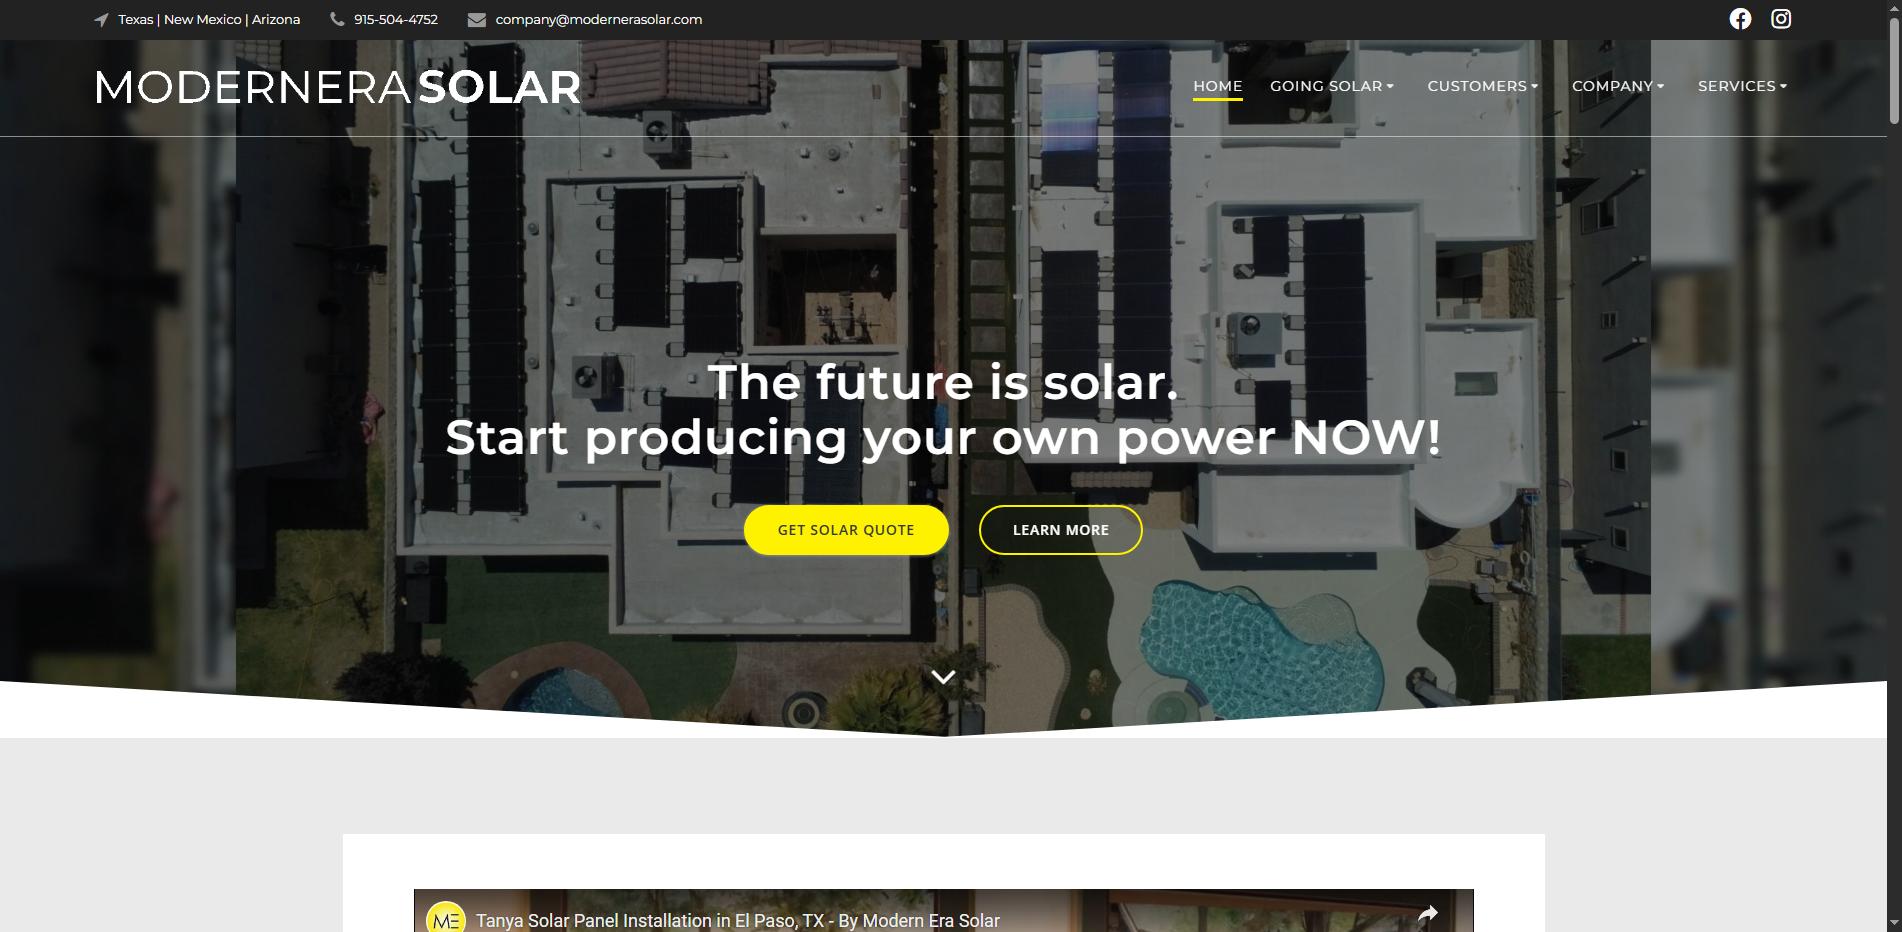 Texas | New Mexico | Arizona
915-504-4752
company@modernerasolar.com
MODERNERA SOLAR
HOME
GOING SOLAR
CUSTOMERS
COMPANY
SERVICES
The future is solar.
Start producing your own power NOW!
GET SOLAR QUOTE
LEARN MORE
ME
Tanya Solar Panel Installation in El Paso, TX - By Modern Era Solar